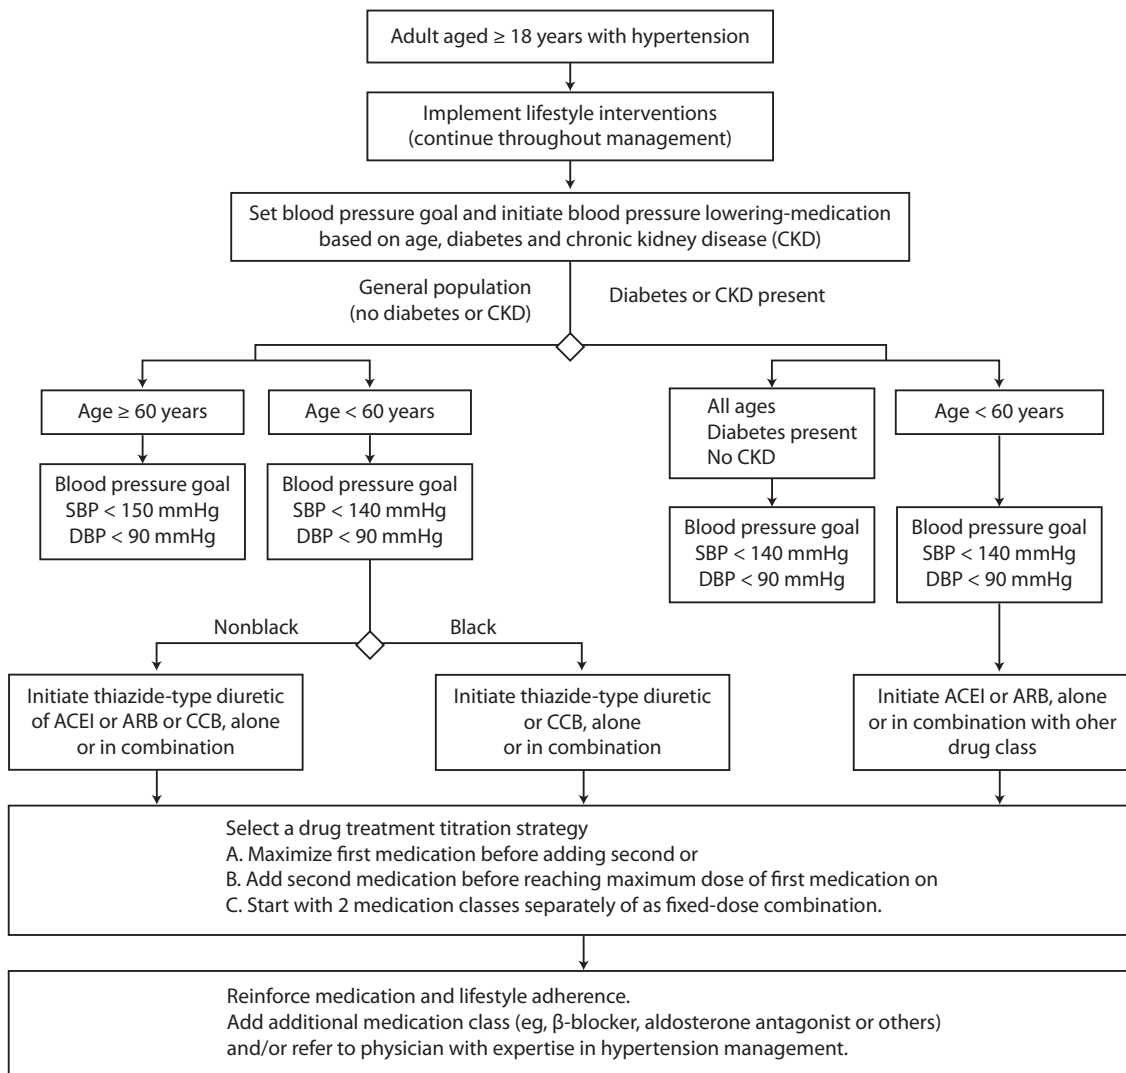 Adult aged ≥ 18 years with hypertension
Implement lifestyle interventions
(continue throughout management)
Set blood pressure goal and initiate blood pressure lowering-medication
based on age, diabetes and chronic kidney disease (CKD)
General population
(no diabetes or CKD)
Diabetes or CKD present
Age ≥ 60 years
Age < 60 years
All ages
Diabetes present
No CKD
Age < 60 years
Blood pressure goal
SBP < 150 mmHg
DBP < 90 mmHg
Blood pressure goal
SBP < 140 mmHg
DBP < 90 mmHg
Blood pressure goal
SBP < 140 mmHg
DBP < 90 mmHg
Blood pressure goal
SBP < 140 mmHg
DBP < 90 mmHg
Nonblack
Black
Initiate thiazide-type diuretic
of ACEI or ARB or CCB, alone
or in combination
Initiate thiazide-type diuretic
or CCB, alone
or in combination
Initiate ACEI or ARB, alone
or in combination with oher
drug class
Select a drug treatment titration strategy
A. Maximize first medication before adding second or
B. Add second medication before reaching maximum dose of first medication on
C. Start with 2 medication classes separately of as fixed-dose combination.
Reinforce medication and lifestyle adherence.
Add additional medication class (eg, β-blocker, aldosterone antagonist or others)
and/or refer to physician with expertise in hypertension management.